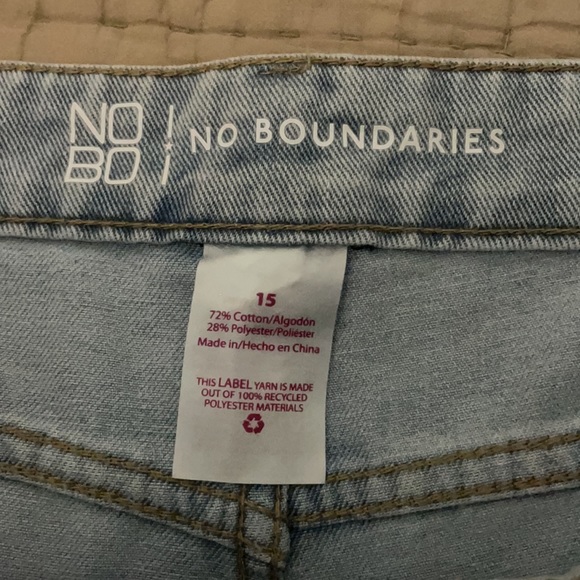 NO
BO
NO BOUNDARIES
15
72% Cotton/Algodón
28% Polyester/Poliéster
Made in/Hecho en China
THIS LABEL YARN IS MADE
OUT OF 100% RECYCLED
POLYESTER MATERIALS